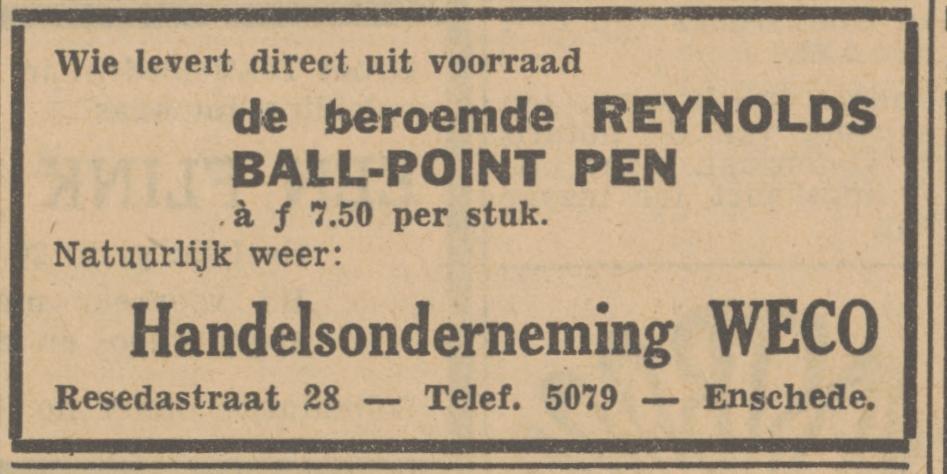 Wie levert direct uit voorraad
de beroemde REYNOLDS
BALL-POINT PEN
à ƒ 7.50 per stuk.
Natuurlijk weer:
Handelsonderneming WECO
Resedastraat 28 — Telef. 5079 — Enschede.